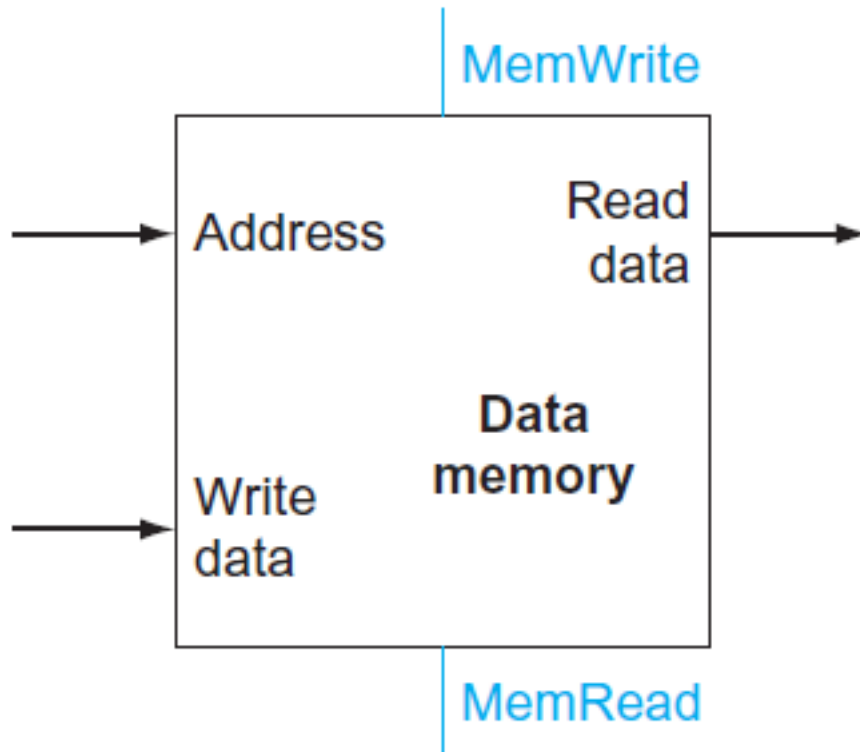 MemWrite
Address
Read
data
Data
memory
Write
data
MemRead